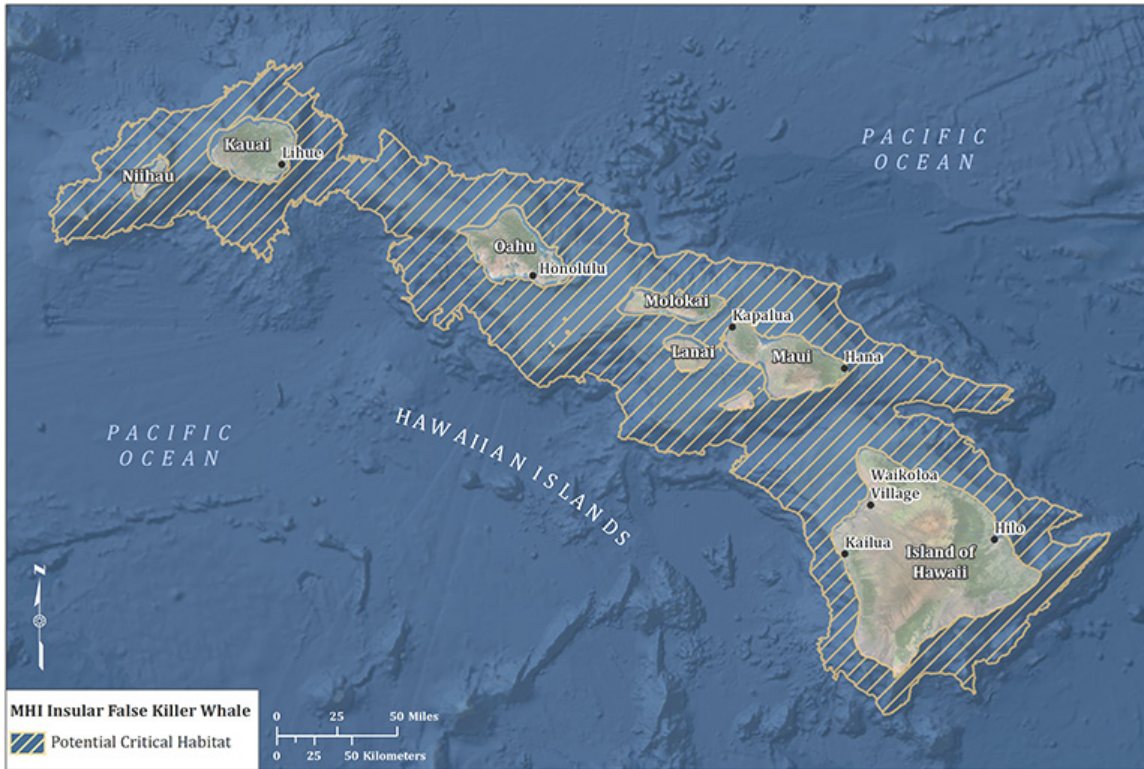 PACIFIC
OCEAN
Kauai
Lihue
Niihau
Oahu
Honolulu
Molokai
Kapalua
Lanai
Maui
Hana
PACIFIC
OCEAN
HAWAIIAN ISLANDS
Waikoloa
Village
Hilo
Kailua
Island of
Hawaii
N
MHI Insular False Killer Whale
Potential Critical Habitat
0 25 50 Miles
0 25 50 Kilometers